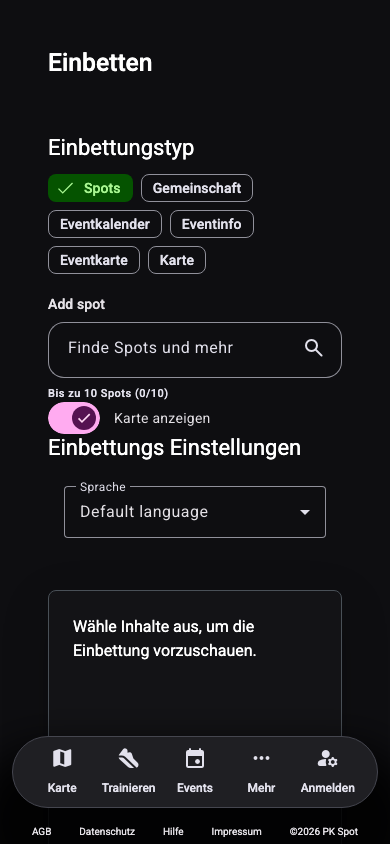 Einbetten
Einbettungstyp
Spots
Gemeinschaft
Eventkalender
Eventinfo
Eventkarte
Karte
Add spot
Finde Spots und mehr
Bis zu 10 Spots (0/10)
Karte anzeigen
Einbettungs Einstellungen
Sprache
Default language
Wähle Inhalte aus, um die
Einbettung vorzuschauen.
Karte
Trainieren
Events
Mehr
Anmelden
AGB
Datenschutz
Hilfe
Impressum
©2026 PK Spot